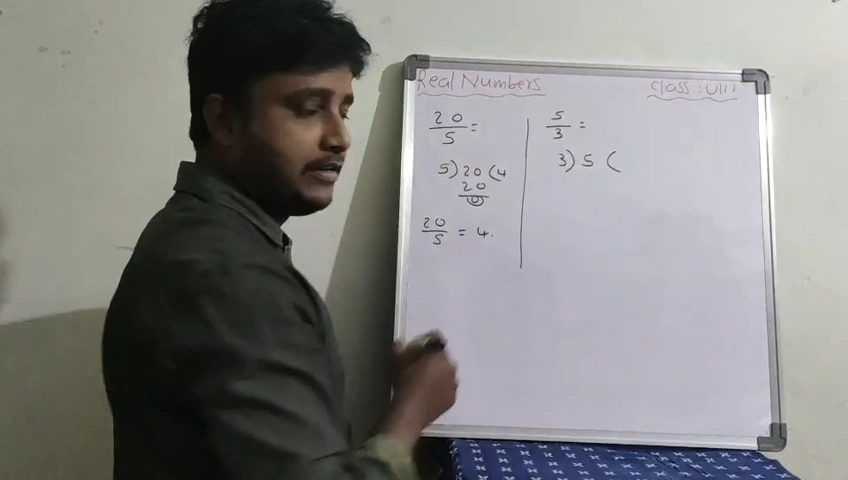 Real Numbers
Class: VIII
20/5 =
5) 20 (4
20
0
20/5 = 4.
5/3 =
3) 5 (